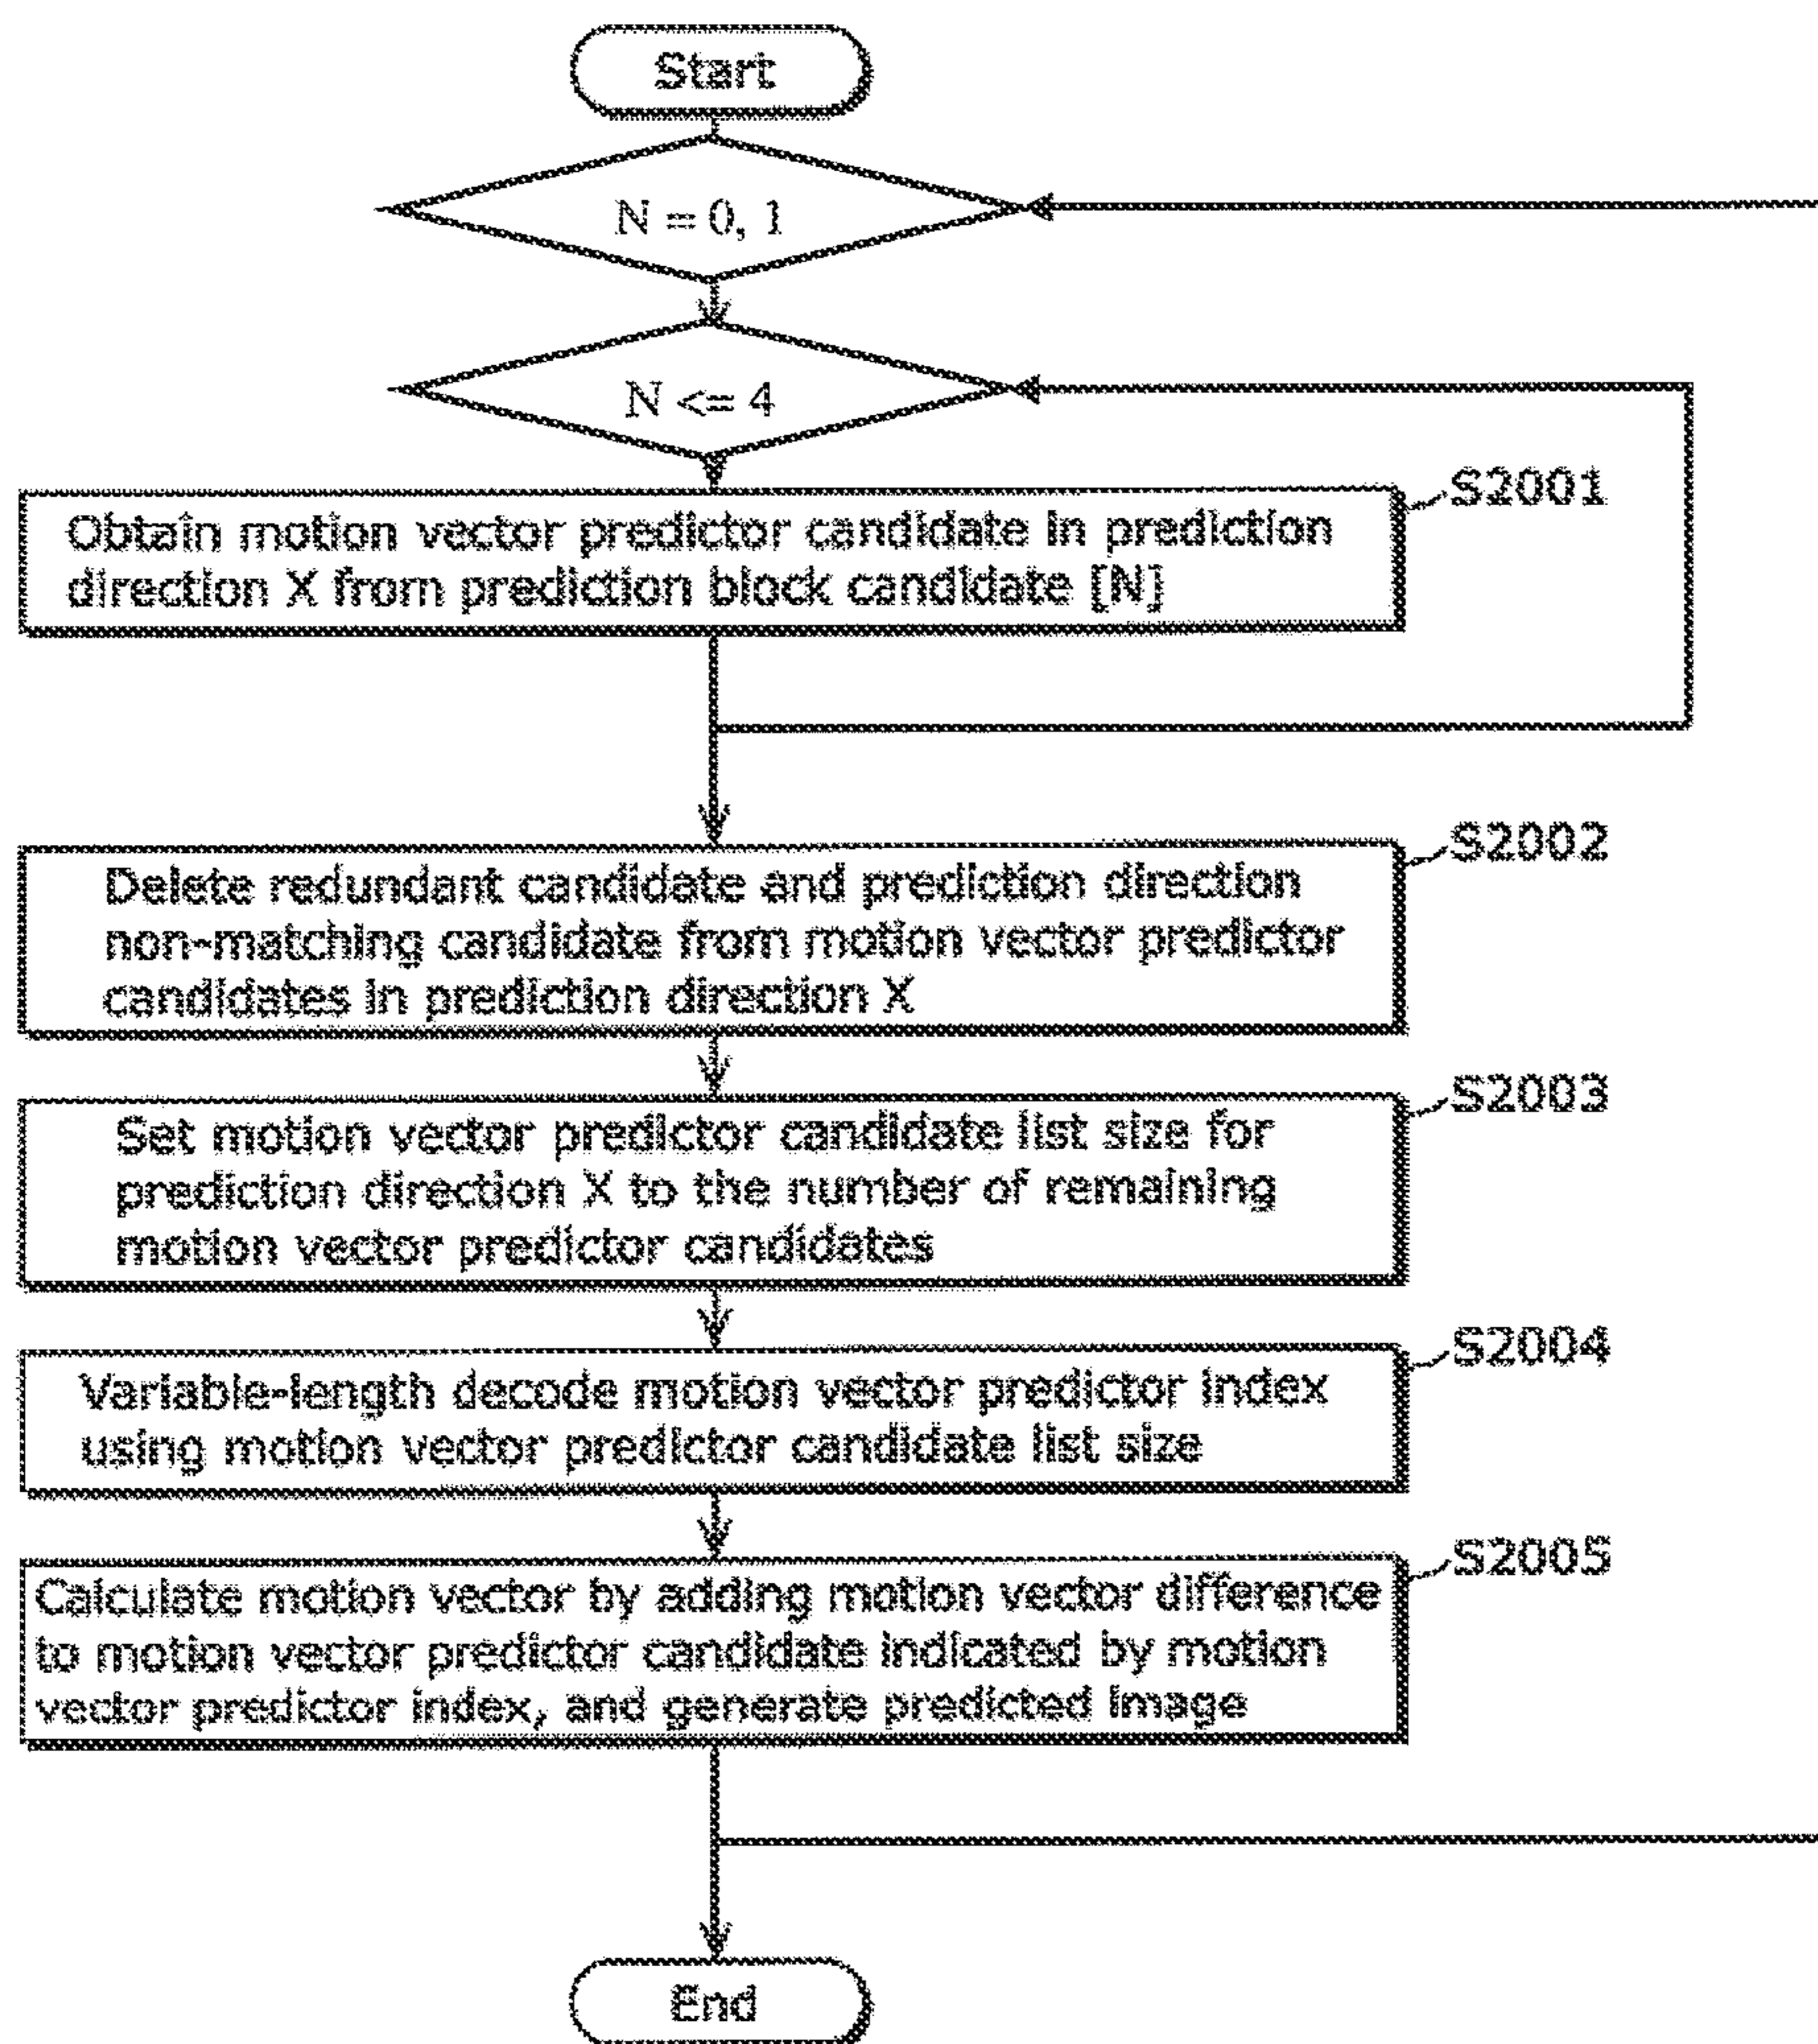 Start
N = 0, 1
N <= 4
S2001
Obtain motion vector predictor candidate in prediction
direction X from prediction block candidate [N]
S2002
Delete redundant candidate and prediction direction
non-matching candidate from motion vector predictor
candidates in prediction direction X
S2003
Set motion vector predictor candidate list size for
prediction direction X to the number of remaining
motion vector predictor candidates
S2004
Variable-length decode motion vector predictor index
using motion vector predictor candidate list size
S2005
Calculate motion vector by adding motion vector difference
to motion vector predictor candidate indicated by motion
vector predictor index, and generate predicted image
End